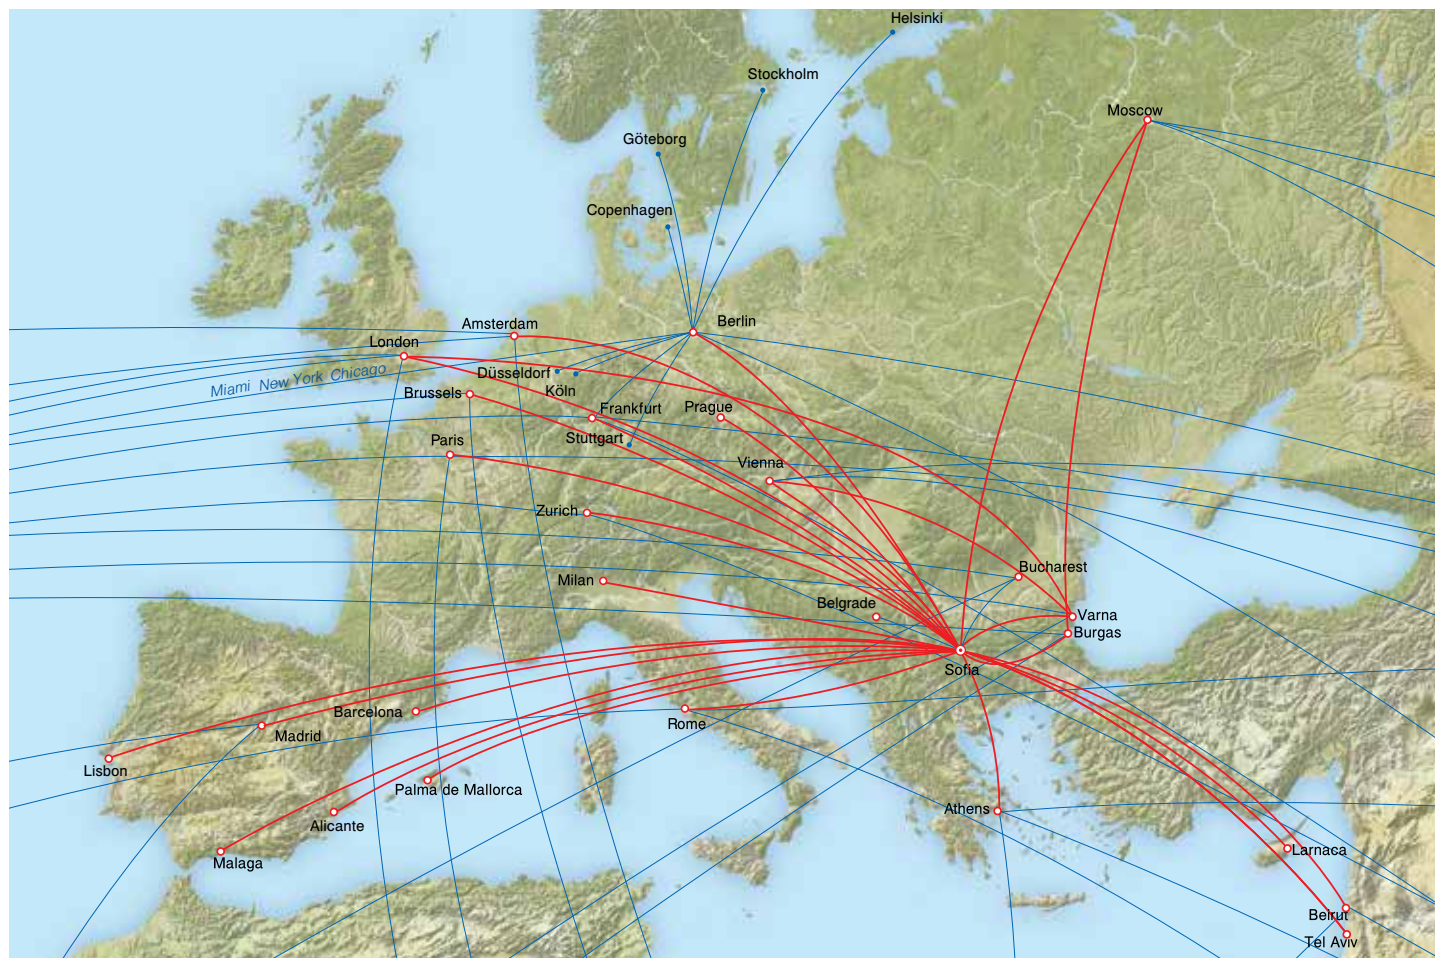 Helsinki
Stockholm
Moscow
Göteborg
Copenhagen
Berlin
Amsterdam
London
Miami New York Chicago
Düsseldorf
Köln
Brussels
Frankfurt
Prague
Stuttgart
Paris
Vienna
Zurich
Bucharest
Milan
Belgrade
Varna
Burgas
Sofia
Barcelona
Rome
Madrid
Lisbon
Palma de Mallorca
Athens
Alicante
Larnaca
Malaga
Beirut
Tel Aviv